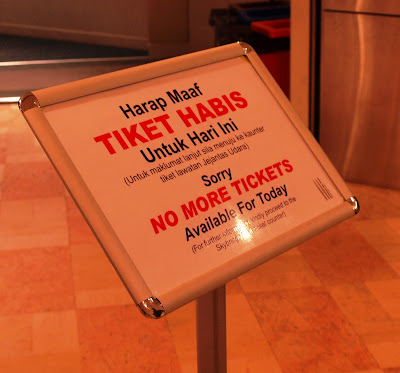 Harap Maaf
TIKET HABIS
Untuk Hari Ini
(Untuk maklumat lanjut sila menuju ke kaunter
tiket lawatan Jejantas Udara)
Sorry
NO MORE TICKETS
Available For Today
(For further kindly proceed to the
counter)